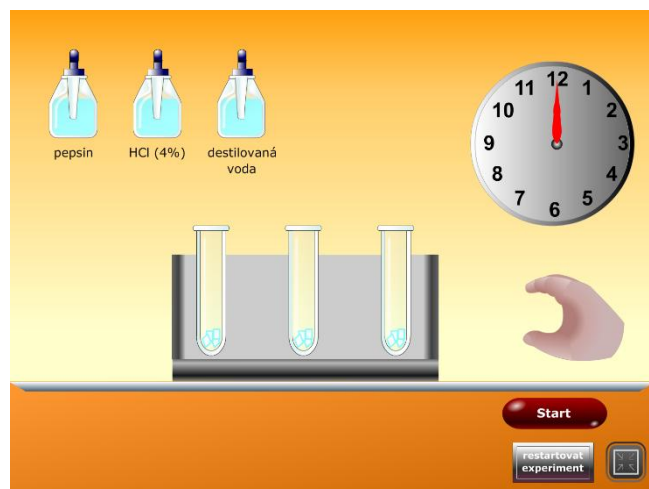 pepsin
HCl (4%)
destilovaná
voda
12
1
2
3
4
5
6
7
8
9
10
11
Start
restartovat
experiment